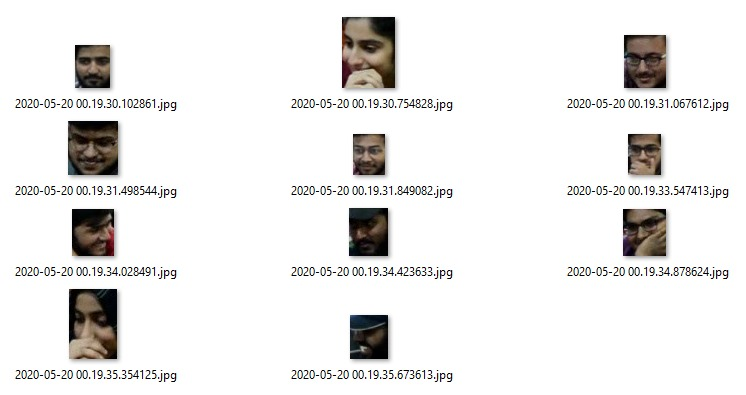 2020-05-20 00.19.30.102861.jpg
2020-05-20 00.19.30.754828.jpg
2020-05-20 00.19.31.067612.jpg
2020-05-20 00.19.31.498544.jpg
2020-05-20 00.19.31.849082.jpg
2020-05-20 00.19.33.547413.jpg
2020-05-20 00.19.34.028491.jpg
2020-05-20 00.19.34.423633.jpg
2020-05-20 00.19.34.878624.jpg
2020-05-20 00.19.35.354125.jpg
2020-05-20 00.19.35.673613.jpg